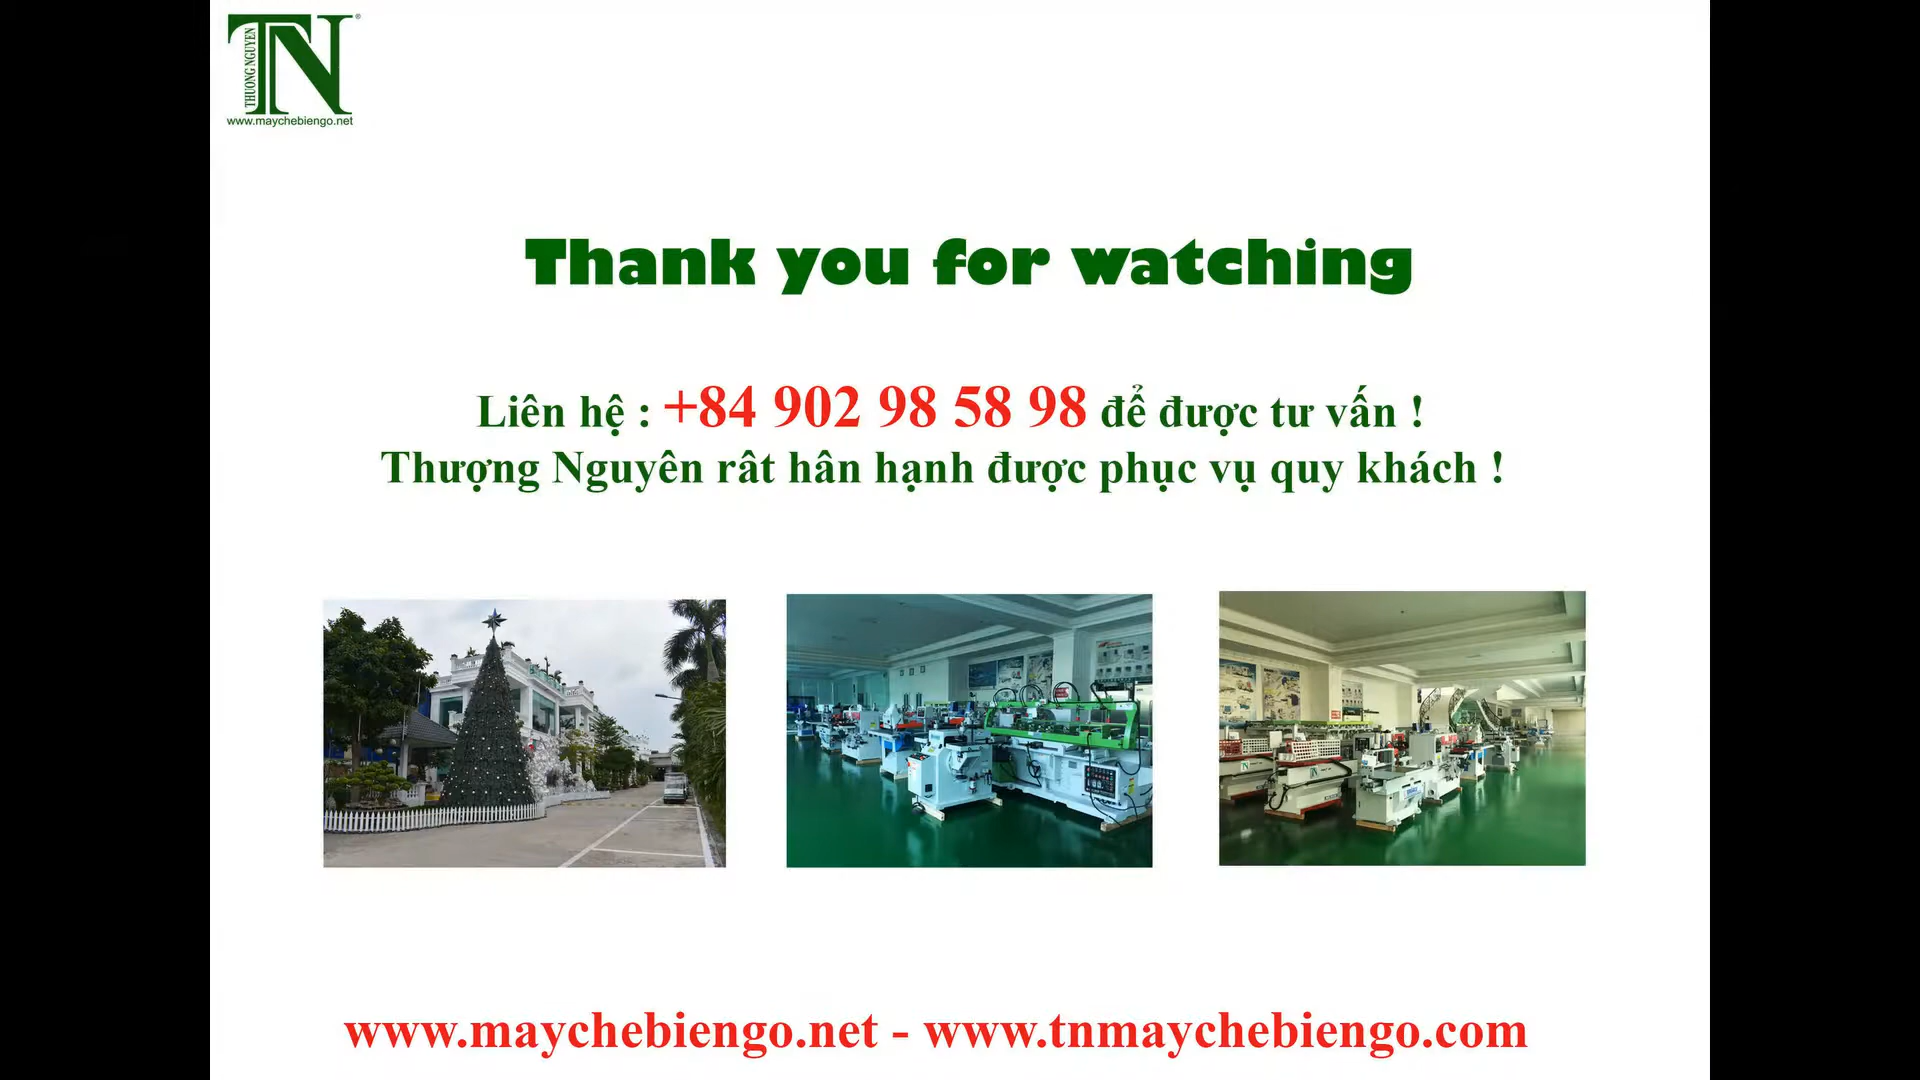 TN
THUONG NGUYEN
®
www.maychebiengo.net
Thank you for watching
Liên hệ : +84 902 98 58 98 để được tư vấn !
Thượng Nguyên rât hân hạnh được phục vụ quy khách !
www.maychebiengo.net - www.tnmaychebiengo.com